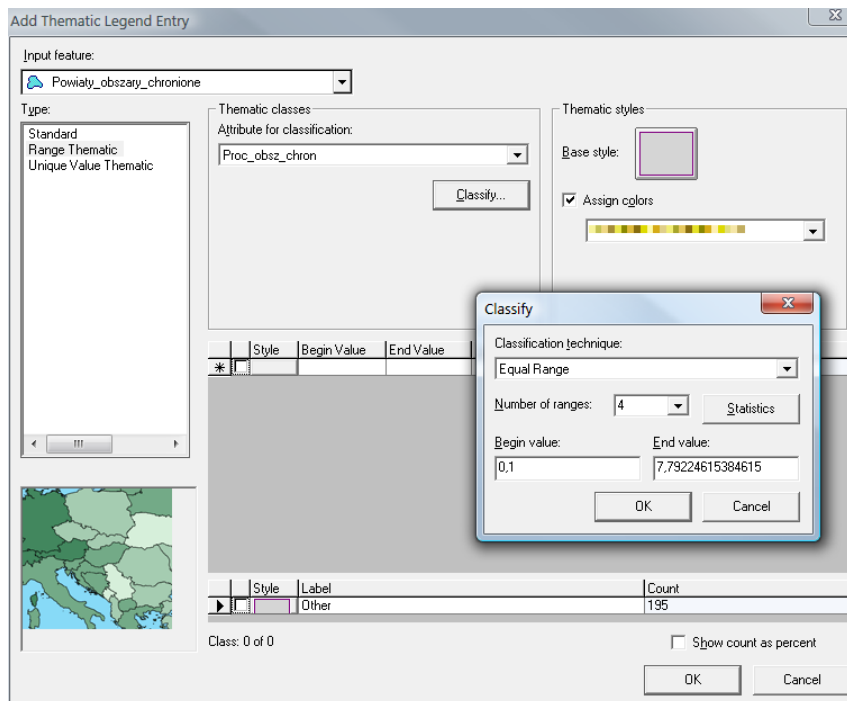 Add Thematic Legend Entry
Input feature:
Powiaty_obszary_chronione
Type:
Standard
Range Thematic
Unique Value Thematic
Thematic classes
Attribute for classification:
Proc_obsz_chron
Classify...
Thematic styles
Base style:
Assign colors
Style Begin Value End Value
Classify
Classification technique:
Equal Range
Number of ranges: 4 Statistics
Begin value: End value:
0,1 7,79224615384615
OK Cancel
Style Label Count
Other 195
Class: 0 of 0 Show count as percent
OK Cancel